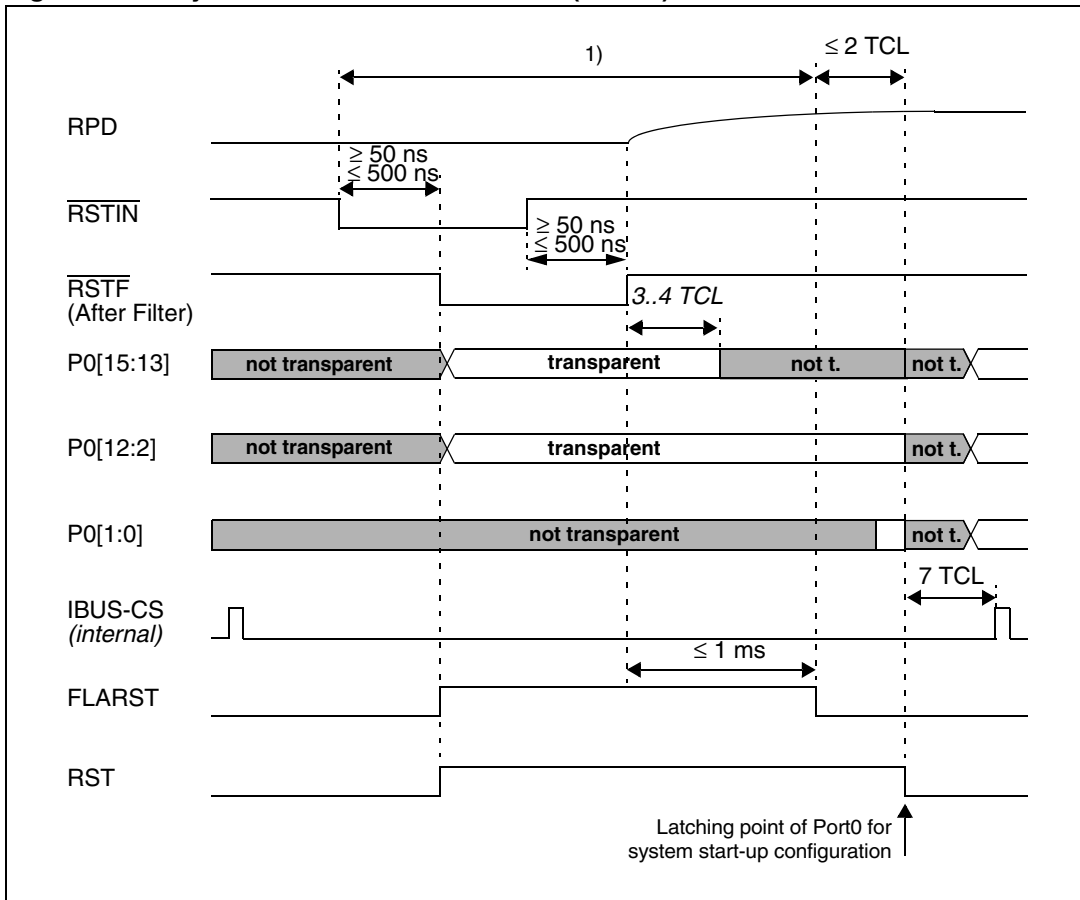 1)
≤ 2 TCL
RPD
≥ 50 ns
≤ 500 ns
RSTIN
≥ 50 ns
≤ 500 ns
RSTF
(After Filter)
3..4 TCL
P0[15:13]
not transparent
transparent
not t.
not t.
P0[12:2]
not transparent
transparent
not t.
P0[1:0]
not transparent
not t.
7 TCL
IBUS-CS
(internal)
≤ 1 ms
FLARST
RST
Latching point of Port0 for
system start-up configuration